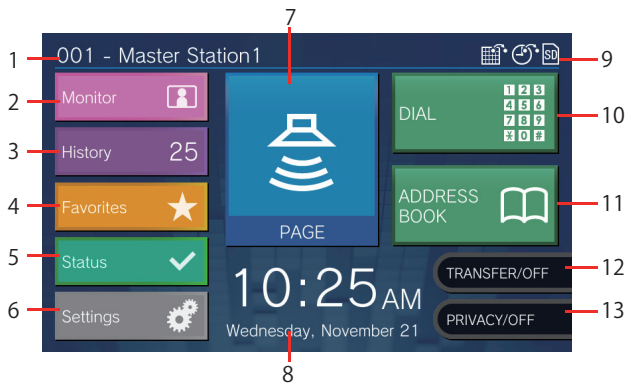 7
1
001 - Master Station1
SD
9
2
Monitor
3
History
25
4
Favorites
5
Status
6
Settings
PAGE
DIAL
1 2 3
4 5 6
7 8 9
* 0 #
10
ADDRESS
BOOK
11
10:25 AM
Wednesday, November 21
TRANSFER/OFF
12
PRIVACY/OFF
13
8